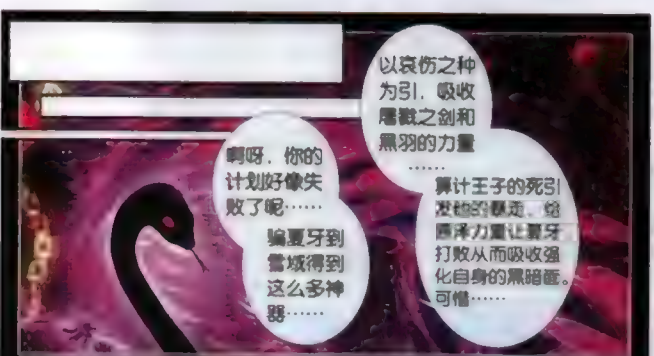 以哀伤之种
为引，吸收
屠戮之剑和
黑羽的力量
……
算计王子的死引
发他的暴走，给
力量让夏牙
打败从而吸收强
化自身的黑暗面。
可惜……
啊呀，你的
计划好像失
败了呢……
骗夏牙到
雪域得到
这么多神
器……